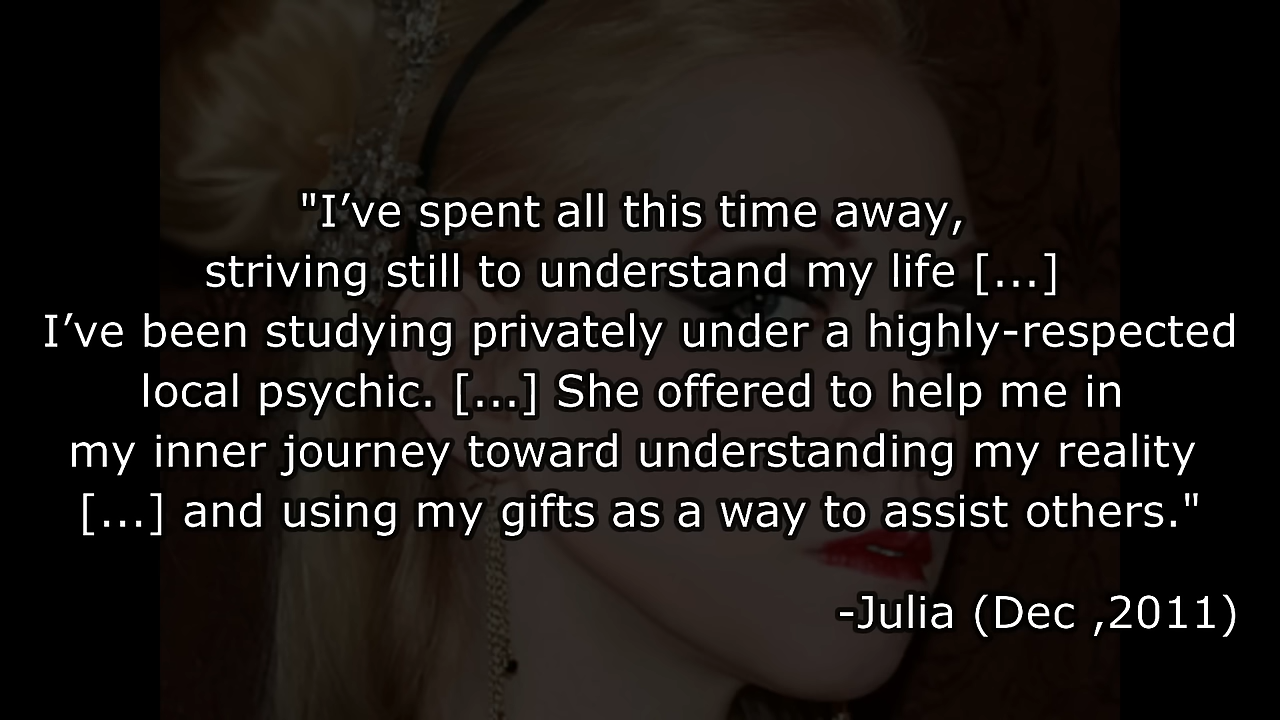 "I’ve spent all this time away,
striving still to understand my life [...]
I’ve been studying privately under a highly-respected
local psychic. [...] She offered to help me in
my inner journey toward understanding my reality
[...] and using my gifts as a way to assist others."
-Julia (Dec ,2011)